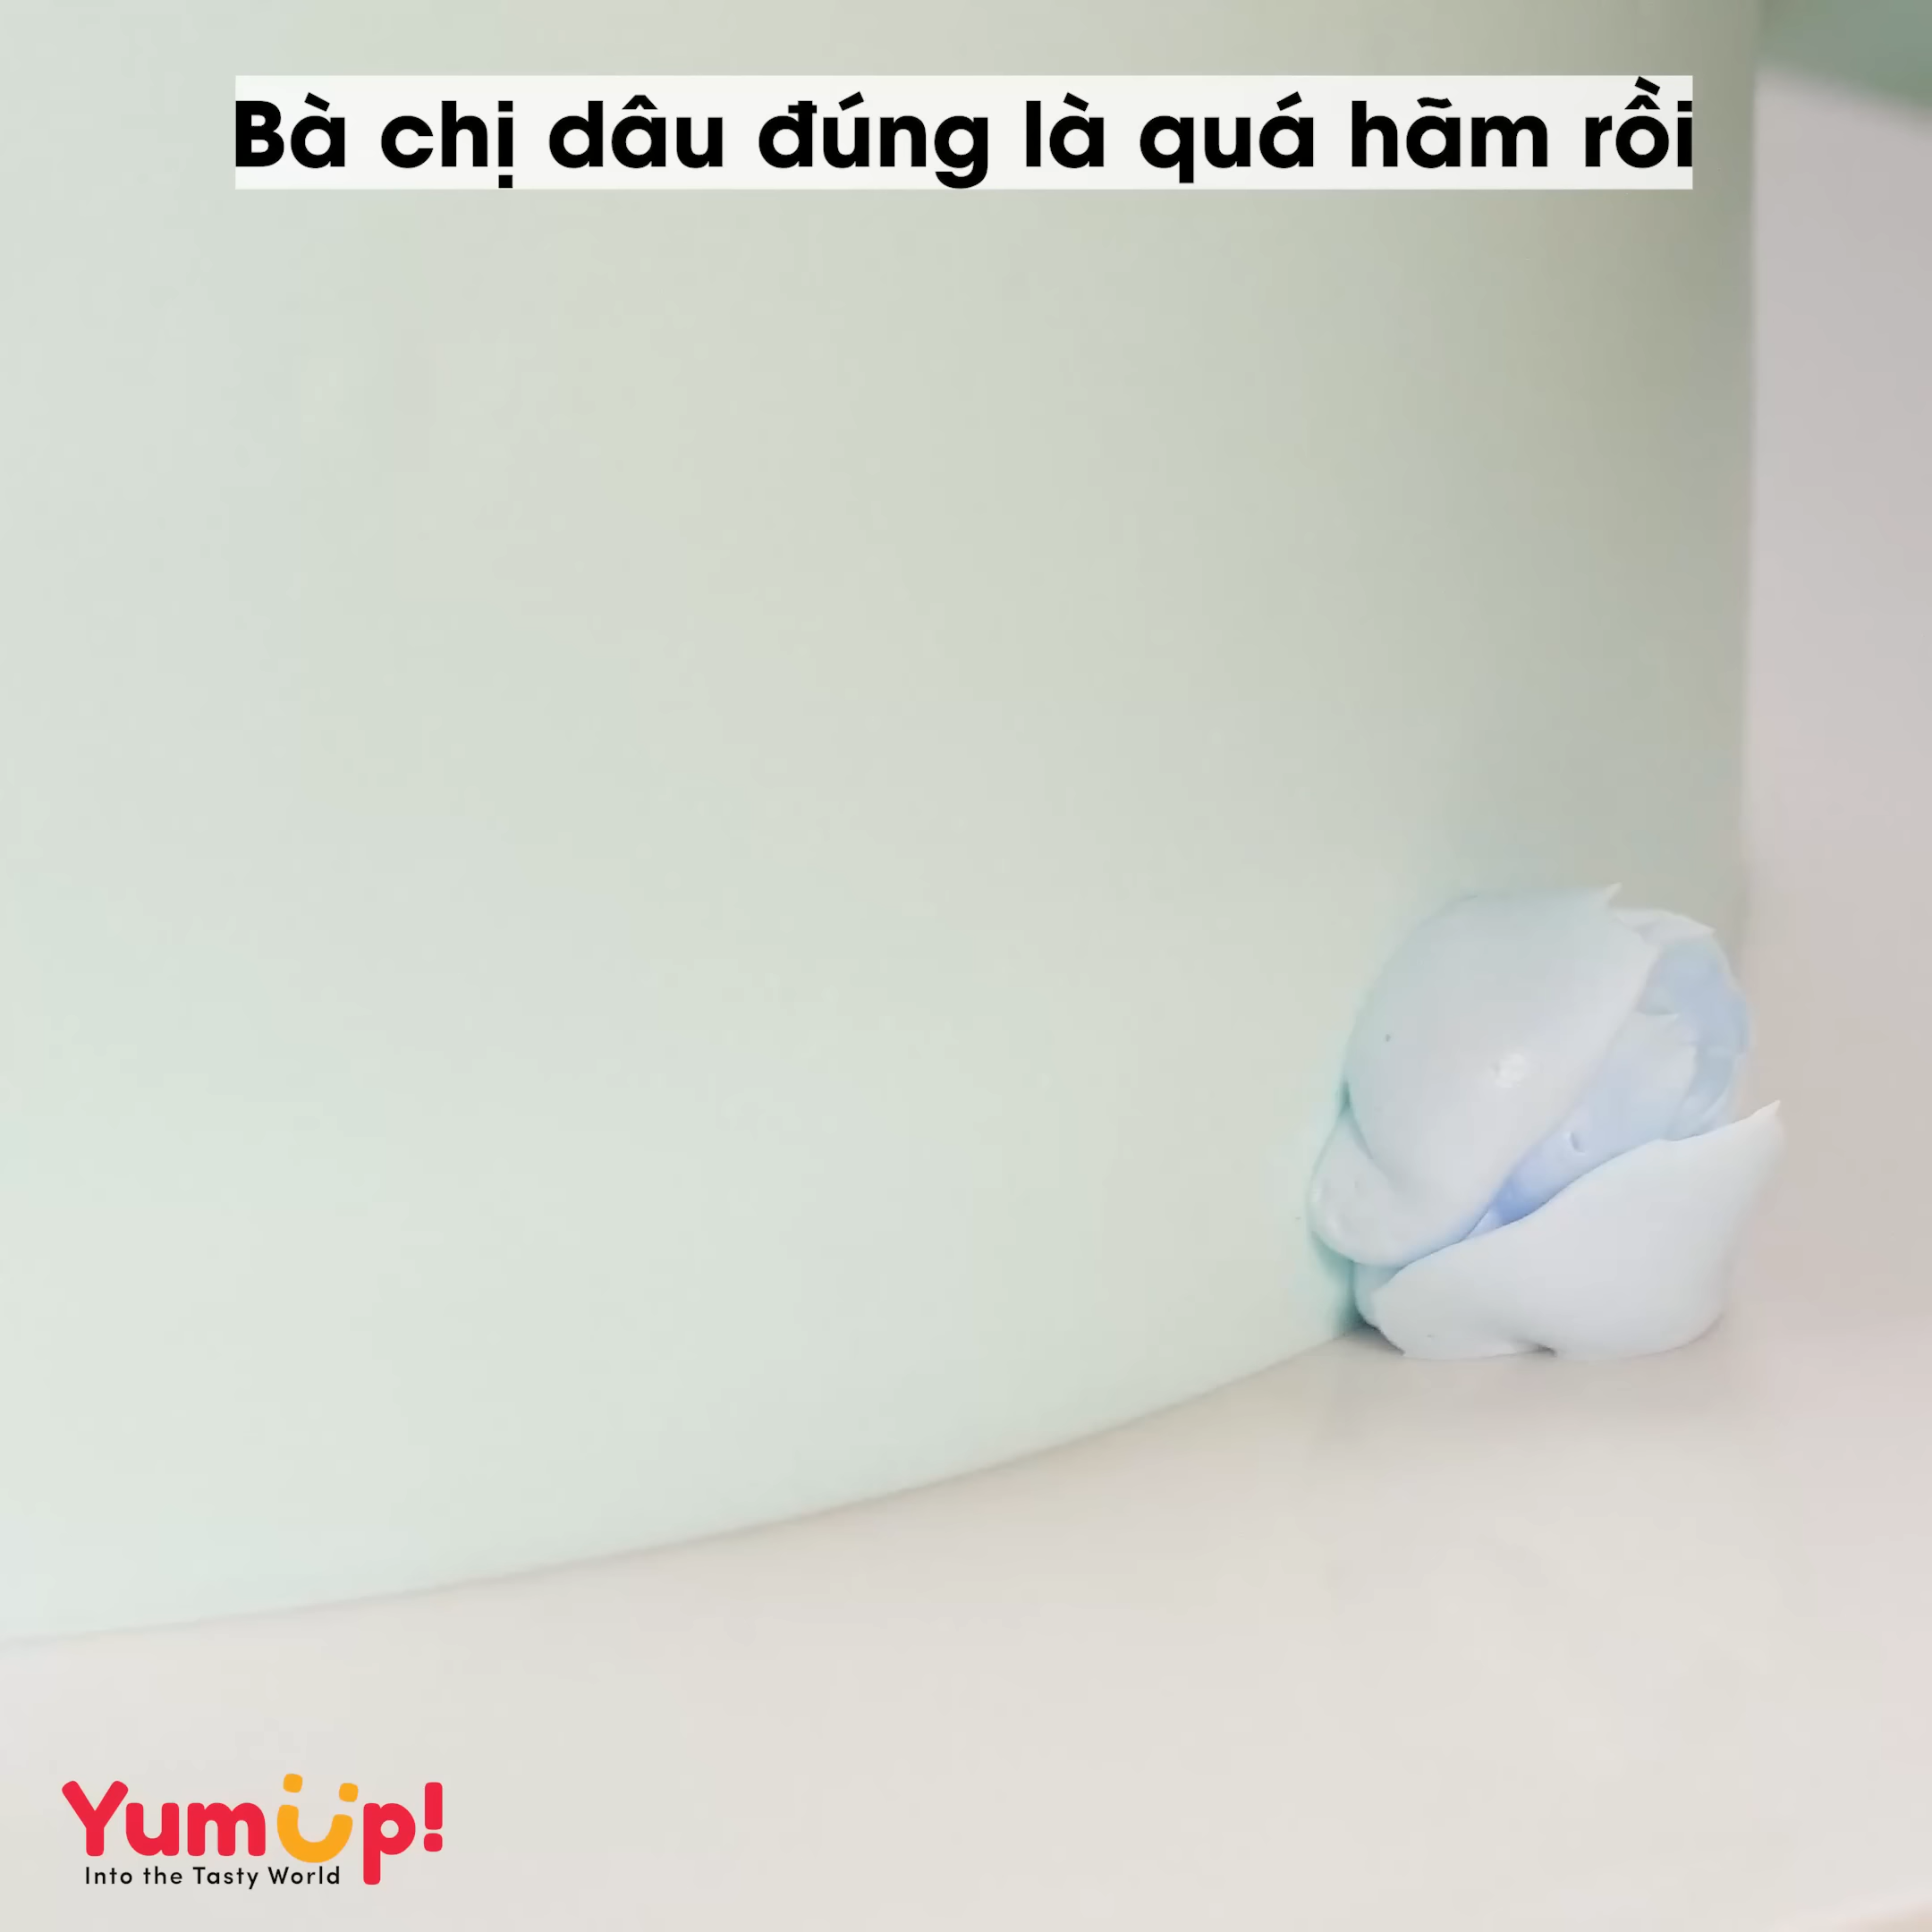 Bà chị dâu đúng là quá hãm rồi
YumUp!
Into the Tasty World